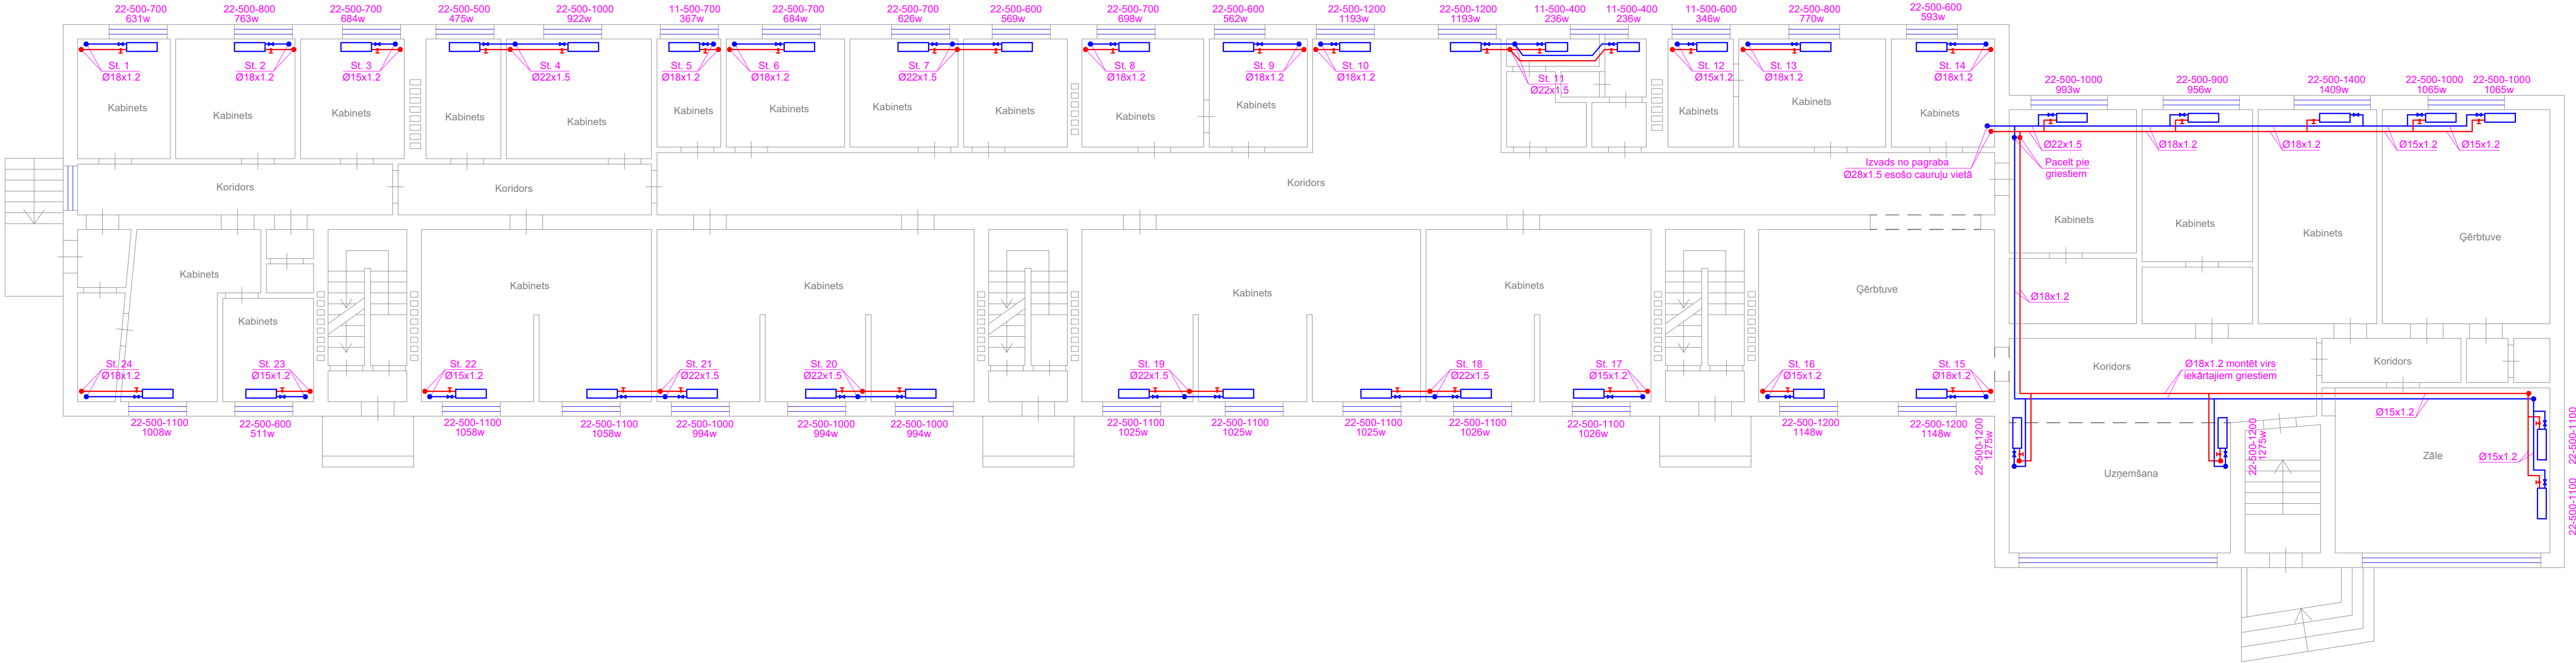 22-500-700
631w
22-500-800
763w
22-500-700
684w
22-500-500
475w
22-500-1000
922w
11-500-700
367w
22-500-700
684w
22-500-700
626w
22-500-600
569w
22-500-700
698w
22-500-600
562w
22-500-1200
1193w
22-500-1200
1193w
11-500-400
236w
11-500-400
236w
11-500-600
346w
22-500-800
770w
22-500-600
593w
St. 1
Ø18x1.2
St. 2
Ø18x1.2
St. 3
Ø15x1.2
St. 4
Ø22x1.5
St. 5
Ø18x1.2
St. 6
Ø18x1.2
St. 7
Ø22x1.5
St. 8
Ø18x1.2
St. 9
Ø18x1.2
St. 10
Ø18x1.2
St. 11
Ø22x1.5
St. 12
Ø15x1.2
St. 13
Ø18x1.2
St. 14
Ø18x1.2
Kabinets
Kabinets
Kabinets
Kabinets
Kabinets
Kabinets
Kabinets
Kabinets
Kabinets
Kabinets
Kabinets
Kabinets
Kabinets
Kabinets
22-500-1000
993w
22-500-900
956w
22-500-1400
1409w
22-500-1000
1065w
22-500-1000
1065w
Ø22x1.5
Ø18x1.2
Ø18x1.2
Ø15x1.2
Ø15x1.2
Izvads no pagraba
Ø28x1.5 esošo cauruļu vietā
Pacelt pie
griestiem
Koridors
Koridors
Koridors
Kabinets
Kabinets
Kabinets
Ģērbtuve
Kabinets
Kabinets
Kabinets
Kabinets
Kabinets
Kabinets
Ģērbtuve
Ø18x1.2
St. 24
Ø18x1.2
St. 23
Ø15x1.2
St. 22
Ø15x1.2
St. 21
Ø22x1.5
St. 20
Ø22x1.5
St. 19
Ø22x1.5
St. 18
Ø22x1.5
St. 17
Ø15x1.2
St. 16
Ø15x1.2
St. 15
Ø18x1.2
Koridors
Ø18x1.2 montēt virs
iekārtajiem griestiem
Koridors
Ø15x1.2
22-500-1100
1008w
22-500-600
511w
22-500-1100
1058w
22-500-1100
1058w
22-500-1000
994w
22-500-1000
994w
22-500-1000
994w
22-500-1100
1025w
22-500-1100
1025w
22-500-1100
1025w
22-500-1100
1026w
22-500-1100
1026w
22-500-1200
1148w
22-500-1200
1148w
22-500-1200
1275w
Uzņemšana
22-500-1200
1275w
Zāle
Ø15x1.2
22-500-1100
22-500-1100